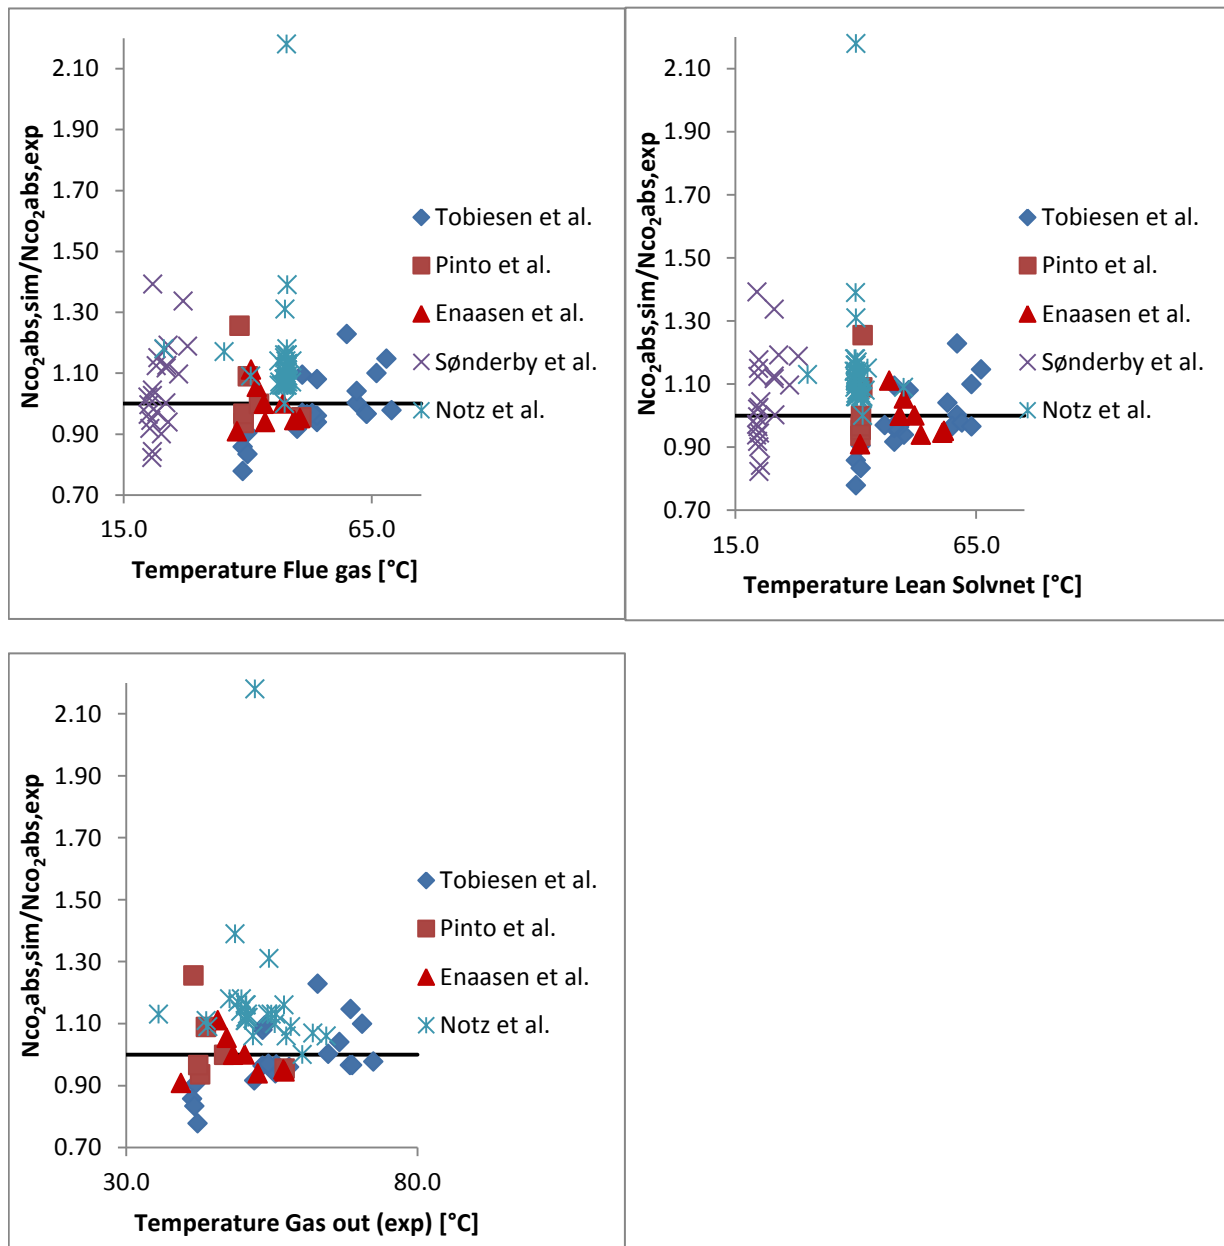 Nco₂abs,sim/Nco₂abs,exp
2.10
1.90
1.70
1.50
1.30
1.10
0.90
0.70
15.0 65.0
Temperature Flue gas [°C]
Tobiesen et al.
Pinto et al.
Enaasen et al.
Sønderby et al.
Notz et al.
Nco₂abs,sim/Nco₂abs,exp
2.10
1.90
1.70
1.50
1.30
1.10
0.90
0.70
15.0 65.0
Temperature Lean Solvnet [°C]
Tobiesen et al.
Pinto et al.
Enaasen et al.
Sønderby et al.
Notz et al.
Nco₂abs,sim/Nco₂abs,exp
2.10
1.90
1.70
1.50
1.30
1.10
0.90
0.70
30.0 80.0
Temperature Gas out (exp) [°C]
Tobiesen et al.
Pinto et al.
Enaasen et al.
Notz et al.